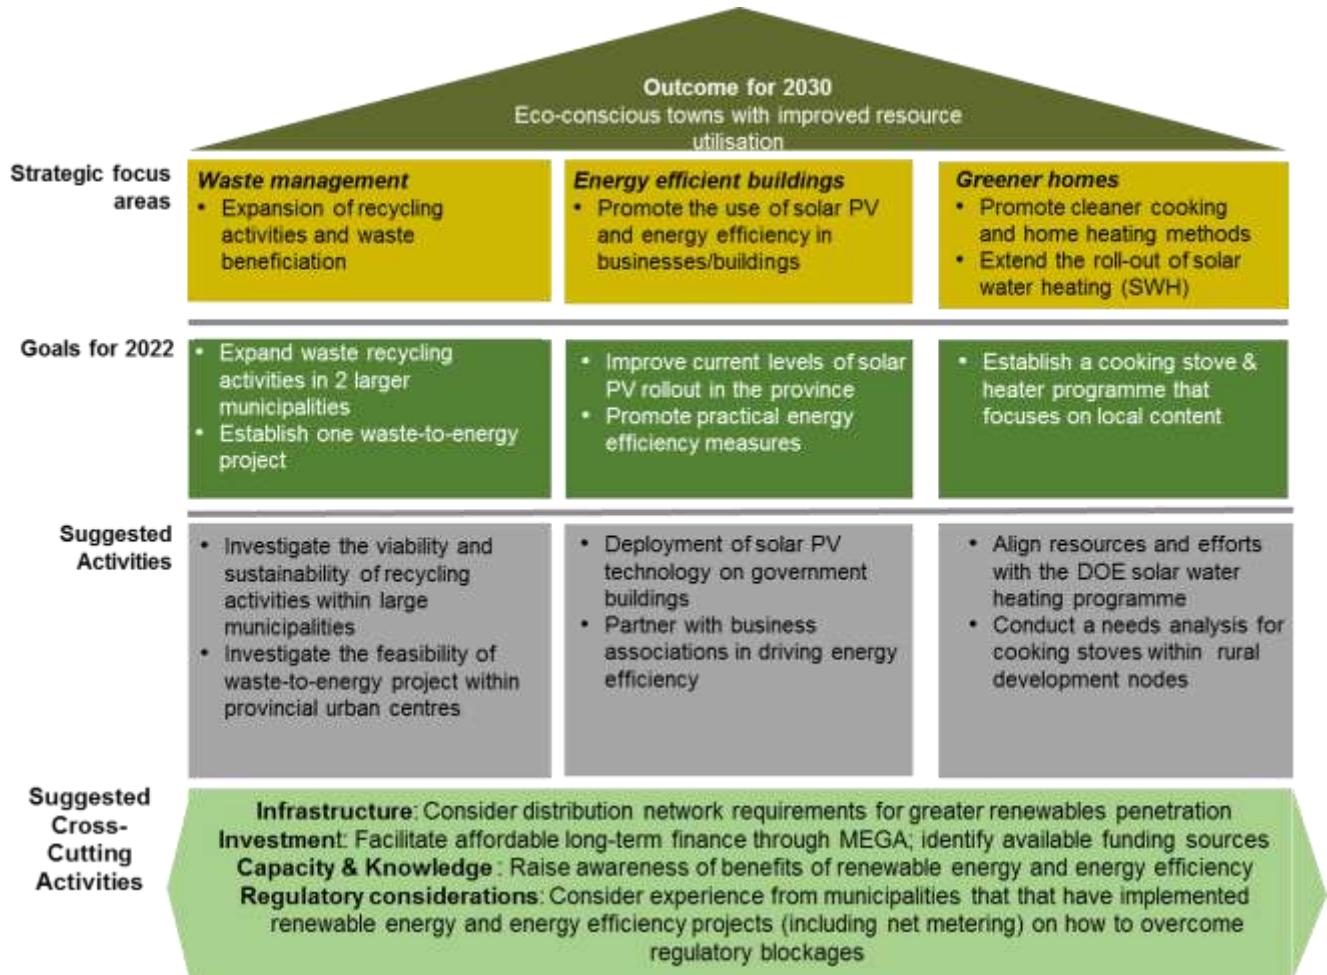 Outcome for 2030
Eco-conscious towns with improved resource
utilisation
Strategic focus
areas
Waste management
• Expansion of recycling
activities and waste
beneficiation
Energy efficient buildings
• Promote the use of solar PV
and energy efficiency in
businesses/buildings
Greener homes
• Promote cleaner cooking
and home heating methods
• Extend the roll-out of solar
water heating (SWH)
Goals for 2022
• Expand waste recycling
activities in 2 larger
municipalities
• Establish one waste-to-energy
project
• Improve current levels of solar
PV rollout in the province
• Promote practical energy
efficiency measures
• Establish a cooking stove &
heater programme that
focuses on local content
Suggested
Activities
• Investigate the viability and
sustainability of recycling
activities within large
municipalities
• Investigate the feasibility of
waste-to-energy project within
provincial urban centres
• Deployment of solar PV
technology on government
buildings
• Partner with business
associations in driving energy
efficiency
• Align resources and efforts
with the DOE solar water
heating programme
• Conduct a needs analysis for
cooking stoves within rural
development nodes
Suggested
Cross-
Cutting
Activities
Infrastructure: Consider distribution network requirements for greater renewables penetration
Investment: Facilitate affordable long-term finance through MEGA; identify available funding sources
Capacity & Knowledge : Raise awareness of benefits of renewable energy and energy efficiency
Regulatory considerations: Consider experience from municipalities that that have implemented
renewable energy and energy efficiency projects (including net metering) on how to overcome
regulatory blockages